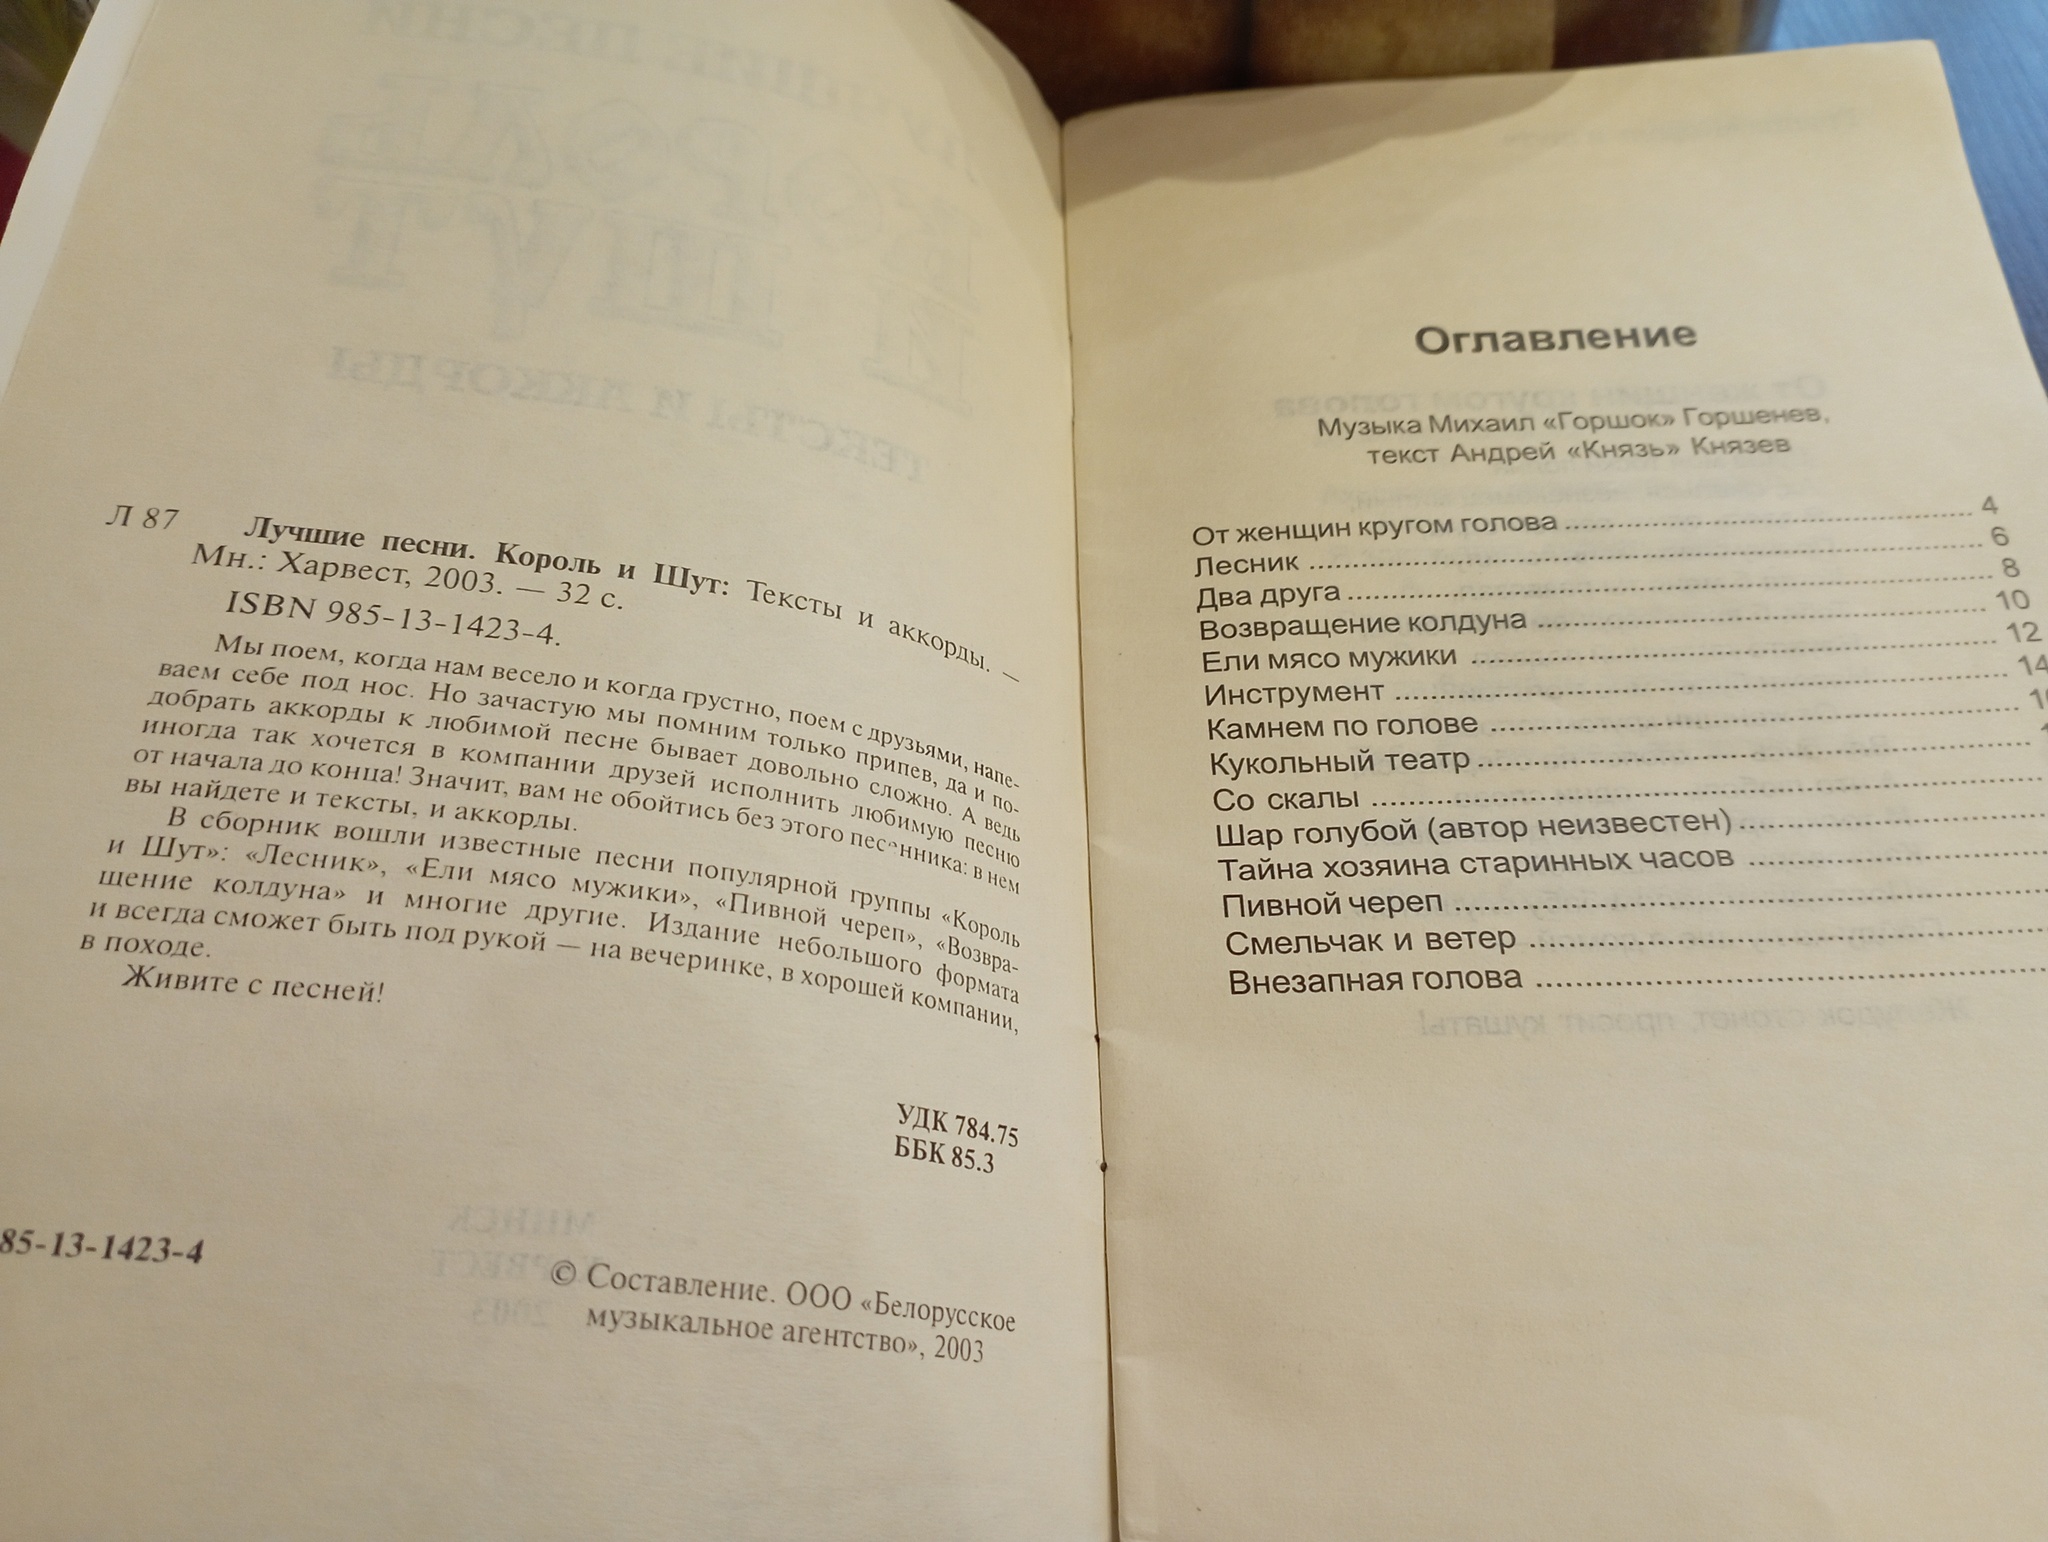 Л 87
Лучшие песни. Король и Шут: Тексты и аккорды. —
Мн.: Харвест, 2003. — 32 с.
ISBN 985-13-1423-4.
Мы поем, когда нам весело и когда грустно, поем с друзьями, напе-
ваем себе под нос. Но зачастую мы помним только припев, да и по-
добрать аккорды к любимой песне бывает довольно сложно. А ведь
иногда так хочется в компании друзей исполнить любимую песню
от начала до конца! Значит, вам не обойтись без этого песенника: в нем
вы найдете и тексты, и аккорды.
В сборник вошли известные песни популярной группы «Король
и Шут»: «Лесник», «Ели мясо мужики», «Пивной череп», «Возвра-
щение колдуна» и многие другие. Издание небольшого формата
и всегда сможет быть под рукой — на вечеринке, в хорошей компании,
в походе.
Живите с песней!
УДК 784.75
ББК 85.3
85-13-1423-4
© Составление. ООО «Белорусское
музыкальное агентство», 2003
Оглавление
Музыка Михаил «Горшок» Горшенев,
текст Андрей «Князь» Князев
От женщин кругом голова 4
Лесник 6
Два друга 8
Возвращение колдуна 10
Ели мясо мужики 12
Инструмент 14
Камнем по голове
Кукольный театр
Со скалы
Шар голубой (автор неизвестен)
Тайна хозяина старинных часов
Пивной череп
Смельчак и ветер
Внезапная голова